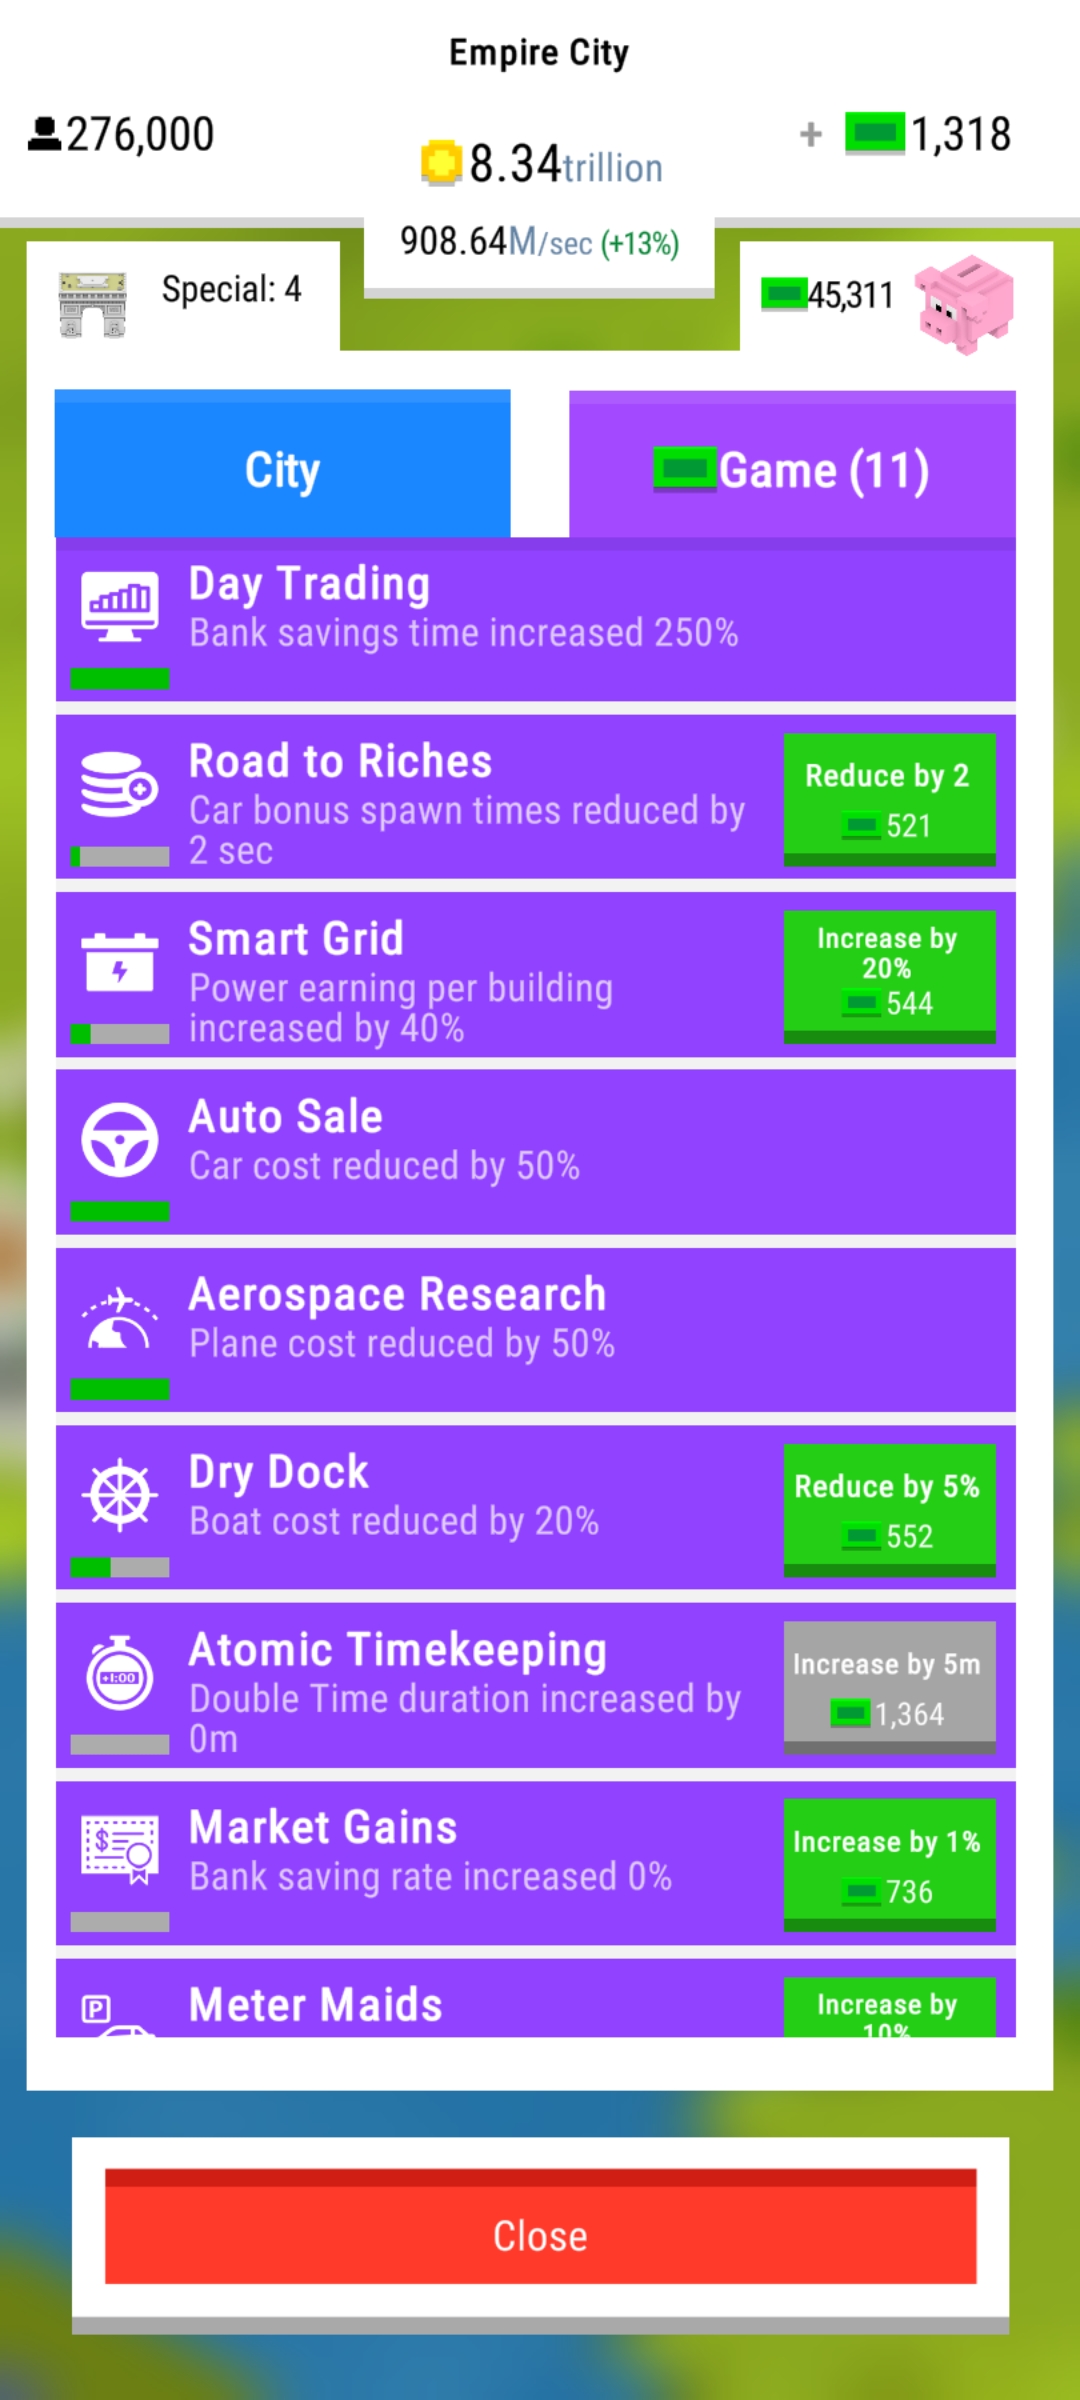 Empire City
276,000
8.34trillion
+ 1,318
908.64M/sec (+13%)
Special: 4
45,311
City
Game (11)
Day Trading
Bank savings time increased 250%
Road to Riches
Car bonus spawn times reduced by
2 sec
Reduce by 2
521
Smart Grid
Power earning per building
increased by 40%
Increase by
20%
544
Auto Sale
Car cost reduced by 50%
Aerospace Research
Plane cost reduced by 50%
Dry Dock
Boat cost reduced by 20%
Reduce by 5%
552
+1:00
Atomic Timekeeping
Double Time duration increased by
0m
Increase by 5m
1,364
$
Market Gains
Bank saving rate increased 0%
Increase by 1%
736
P
Meter Maids
Increase by
10%
Close